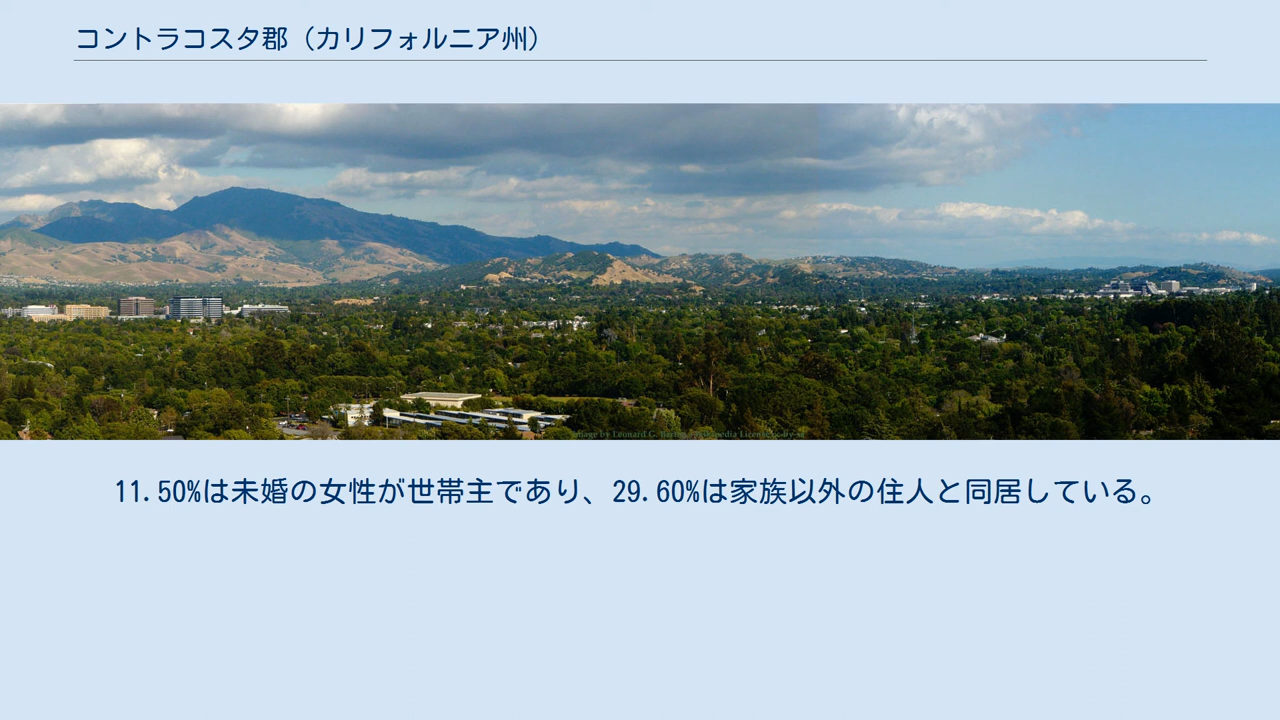 コントラコスタ郡（カリフォルニア州）
11.50%は未婚の女性が世帯主であり、29.60%は家族以外の住人と同居している。